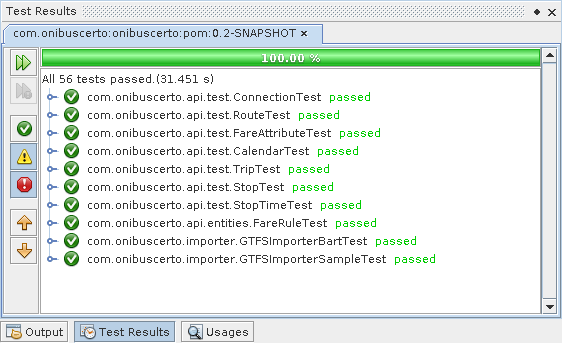 Test Results
com.onibuscerto:onibuscerto:pom:0.2-SNAPSHOT
100.00 %
All 56 tests passed.(31.451 s)
com.onibuscerto.api.test.ConnectionTest passed
com.onibuscerto.api.test.RouteTest passed
com.onibuscerto.api.test.FareAttributeTest passed
com.onibuscerto.api.test.CalendarTest passed
com.onibuscerto.api.test.TripTest passed
com.onibuscerto.api.test.StopTest passed
com.onibuscerto.api.test.StopTimeTest passed
com.onibuscerto.api.entities.FareRuleTest passed
com.onibuscerto.importer.GTFSImporterBartTest passed
com.onibuscerto.importer.GTFSImporterSampleTest passed
Output Test Results Usages